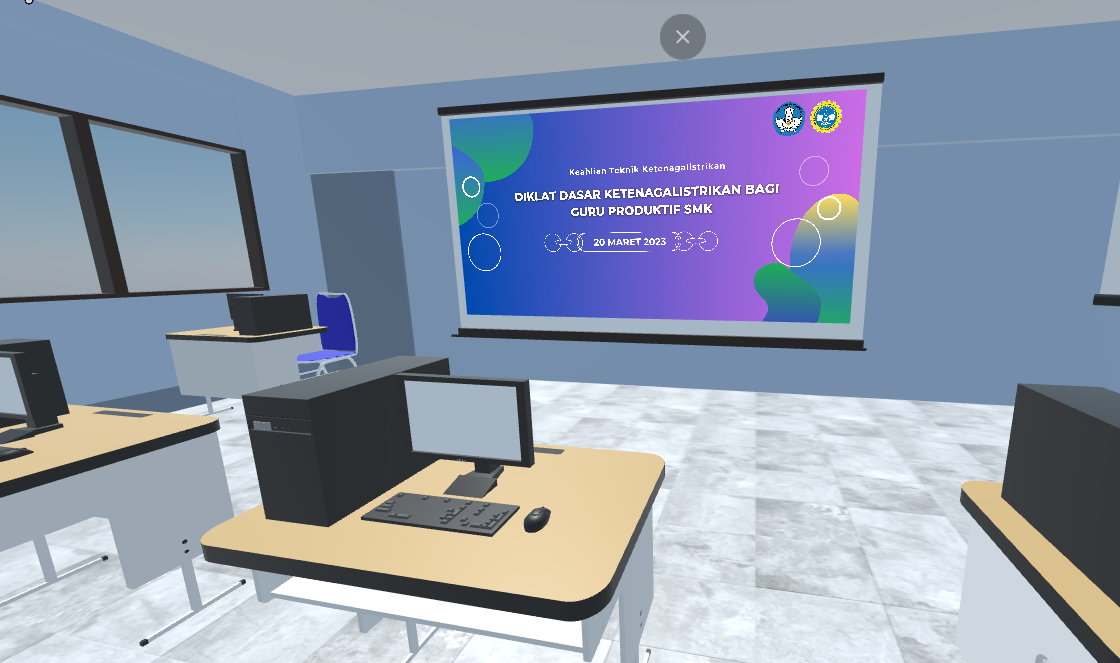 Keahlian Teknik Ketenagalistrikan
DIKLAT DASAR KETENAGALISTRIKAN BAGI
GURU PRODUKTIF SMK
20 MARET 2023